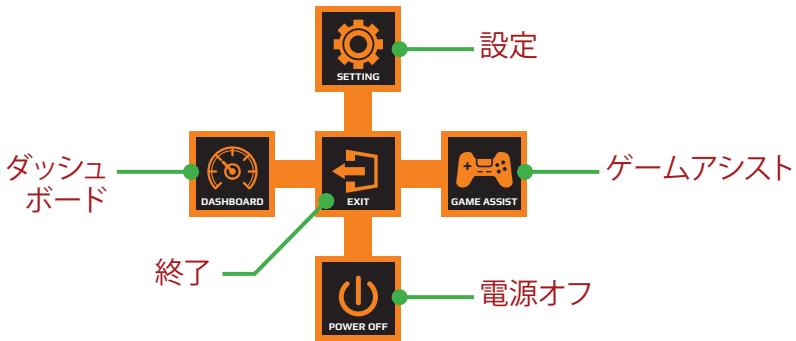 設定
SETTING
ダッシュ
ボード
DASHBOARD
EXIT
GAME ASSIST
ゲームアシスト
終了
POWER OFF
電源オフ